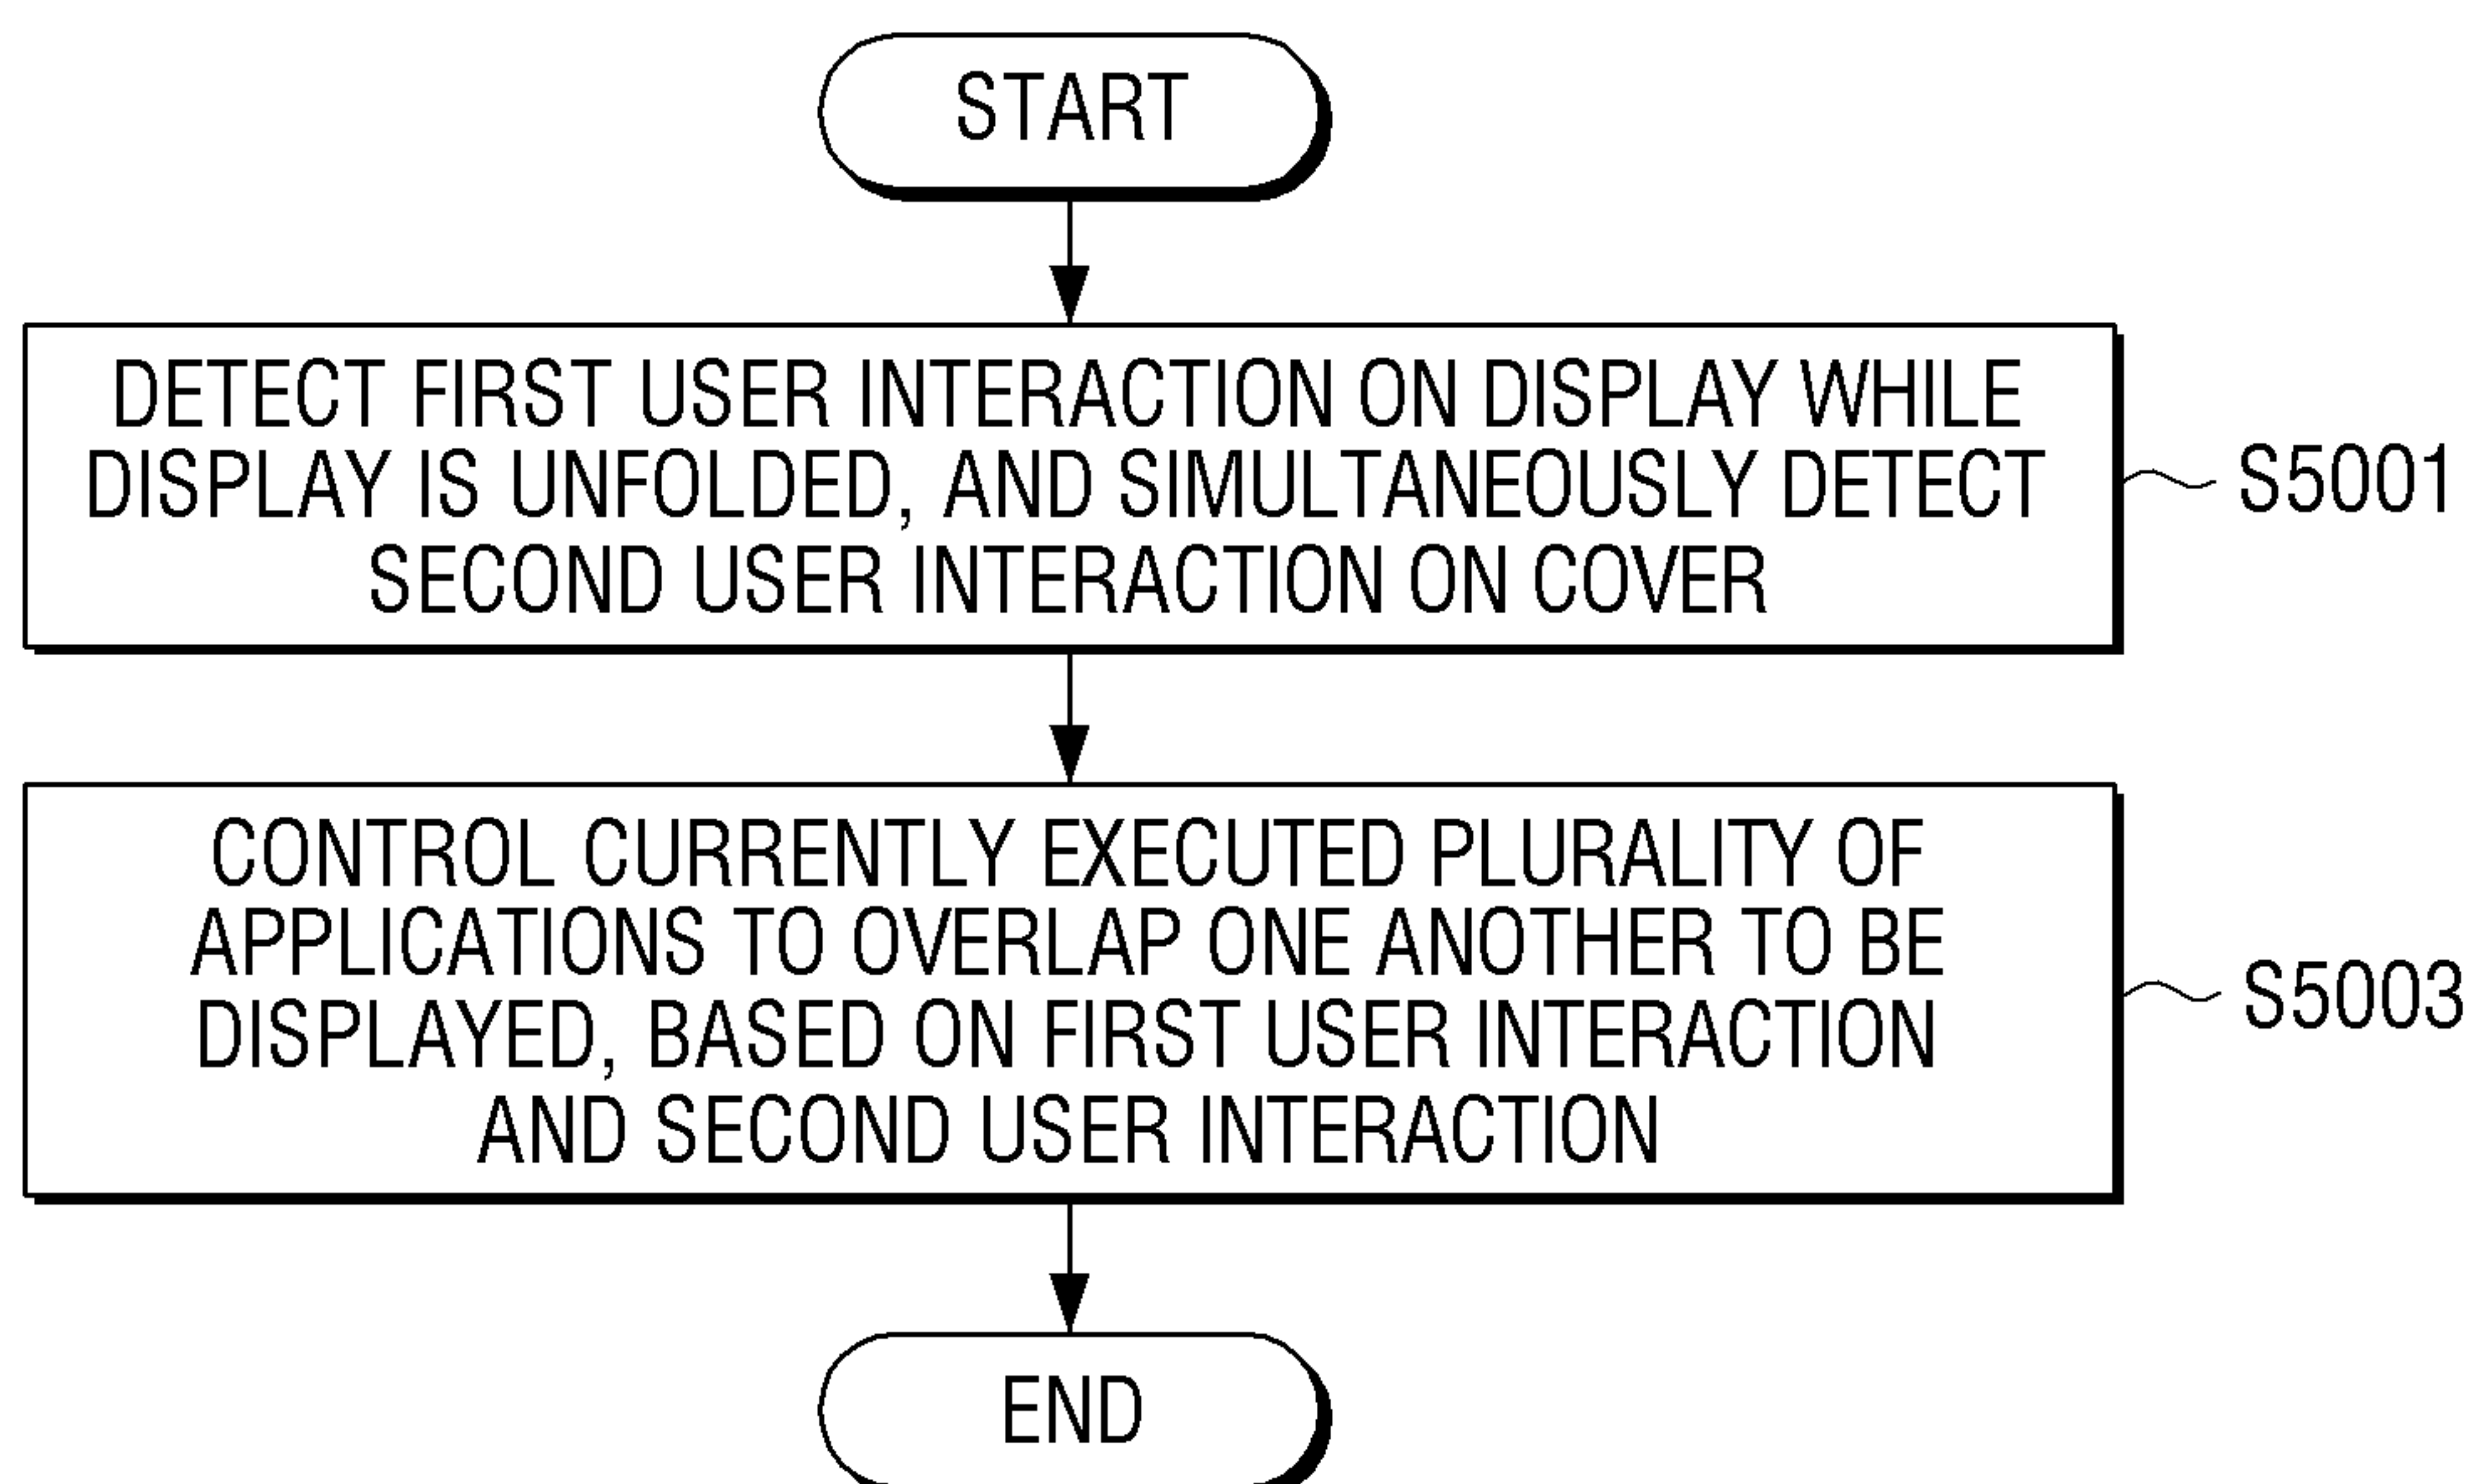 START
DETECT FIRST USER INTERACTION ON DISPLAY WHILE
DISPLAY IS UNFOLDED, AND SIMULTANEOUSLY DETECT
SECOND USER INTERACTION ON COVER
S5001
CONTROL CURRENTLY EXECUTED PLURALITY OF
APPLICATIONS TO OVERLAP ONE ANOTHER TO BE
DISPLAYED, BASED ON FIRST USER INTERACTION
AND SECOND USER INTERACTION
S5003
END